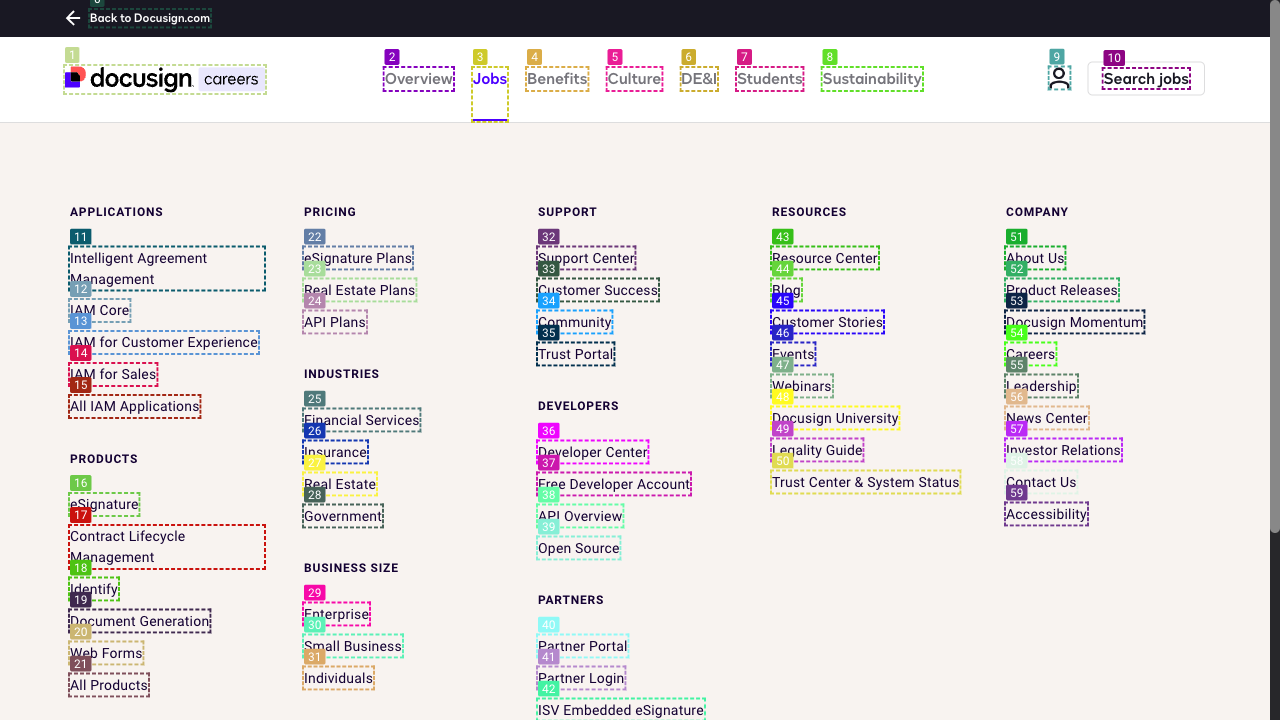 Back to Docusign.com
docusign careers
Overview
Jobs
Benefits
Culture
DE&I
Students
Sustainability
Search jobs
1
2
3
4
5
6
7
8
9
10
APPLICATIONS
11
Intelligent Agreement
Management
12
IAM Core
13
IAM for Customer Experience
14
IAM for Sales
15
All IAM Applications
PRODUCTS
16
eSignature
17
Contract Lifecycle
Management
18
Identify
19
Document Generation
20
Web Forms
21
All Products
PRICING
22
eSignature Plans
23
Real Estate Plans
24
API Plans
INDUSTRIES
25
Financial Services
26
Insurance
27
Real Estate
28
Government
BUSINESS SIZE
29
Enterprise
30
Small Business
31
Individuals
SUPPORT
32
Support Center
33
Customer Success
34
Community
35
Trust Portal
DEVELOPERS
36
Developer Center
37
Free Developer Account
38
API Overview
39
Open Source
PARTNERS
40
Partner Portal
41
Partner Login
42
ISV Embedded eSignature
RESOURCES
43
Resource Center
44
Blog
45
Customer Stories
46
Events
47
Webinars
48
Docusign University
49
Legality Guide
50
Trust Center & System Status
COMPANY
51
About Us
52
Product Releases
53
Docusign Momentum
54
Careers
55
Leadership
56
News Center
57
Investor Relations
58
Contact Us
59
Accessibility